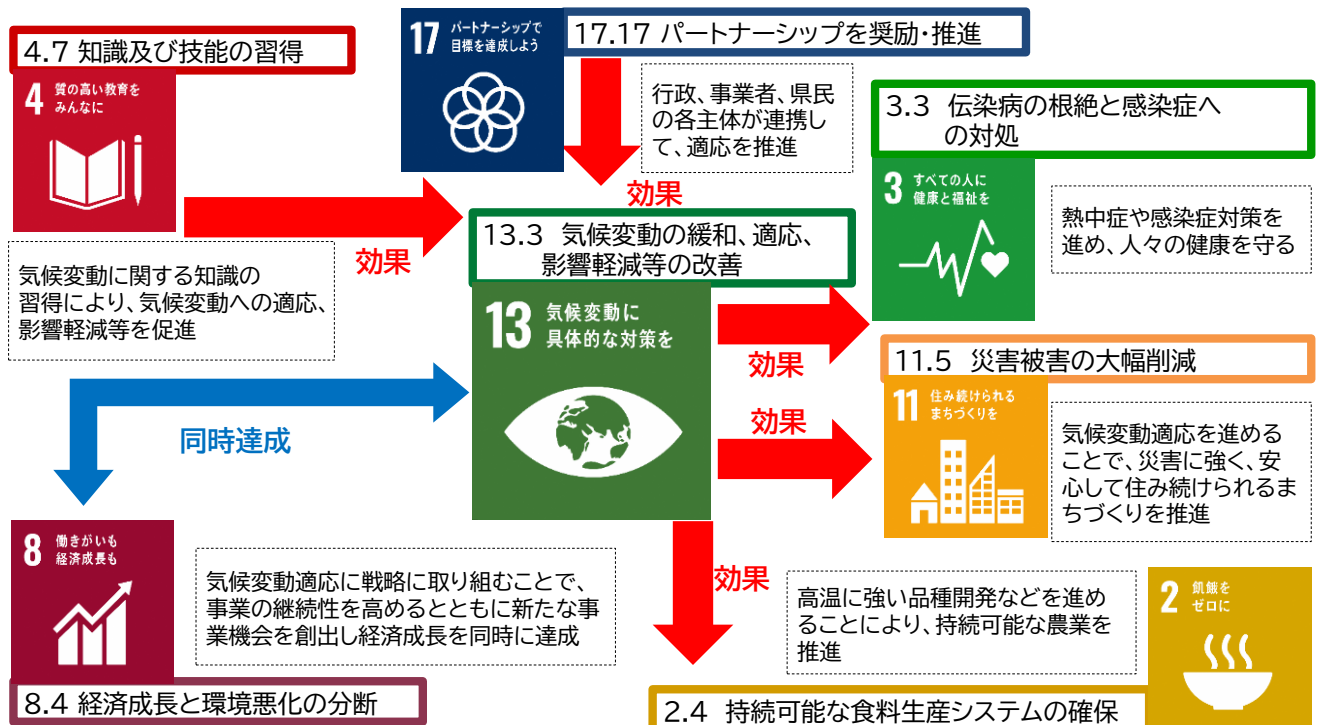 4.7 知識及び技能の習得
4 質の高い教育を
みんなに
17 パートナーシップで
目標を達成しよう
17.17 パートナーシップを奨励・推進
行政、事業者、県民
の各主体が連携し
て、適応を推進
効果
3.3 伝染病の根絶と感染症へ
の対処
3 すべての人に
健康と福祉を
熱中症や感染症対策を
進め、人々の健康を守る
効果
気候変動に関する知識の
習得により、気候変動への適応、
影響軽減等を促進
13.3 気候変動の緩和、適応、
影響軽減等の改善
13 気候変動に
具体的な対策を
効果
11.5 災害被害の大幅削減
11 住み続けられる
まちづくりを
効果
気候変動適応を進める
ことで、災害に強く、安
心して住み続けられるま
ちづくりを推進
同時達成
8 働きがいも
経済成長も
気候変動適応に戦略に取り組むことで、
事業の継続性を高めるとともに新たな事
業機会を創出し経済成長を同時に達成
8.4 経済成長と環境悪化の分断
効果
高温に強い品種開発などを進め
ることにより、持続可能な農業を
推進
2 飢餓を
ゼロに
2.4 持続可能な食料生産システムの確保